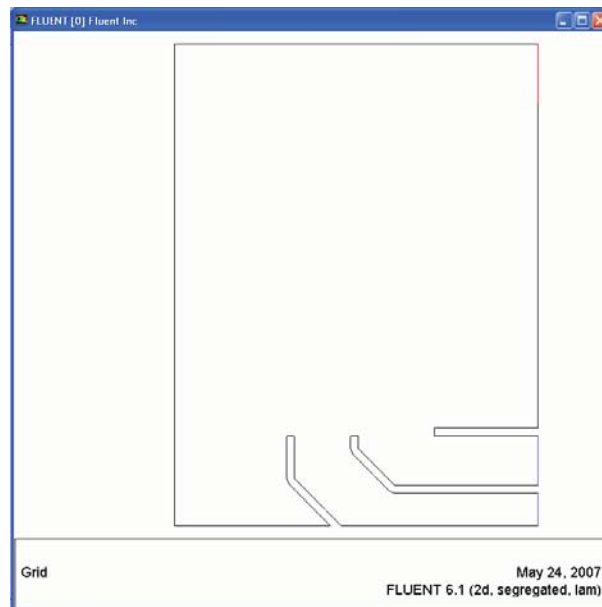 FLUENT [0] Fluent Inc
Grid
May 24, 2007
FLUENT 6.1 (2d, segregated, lam)